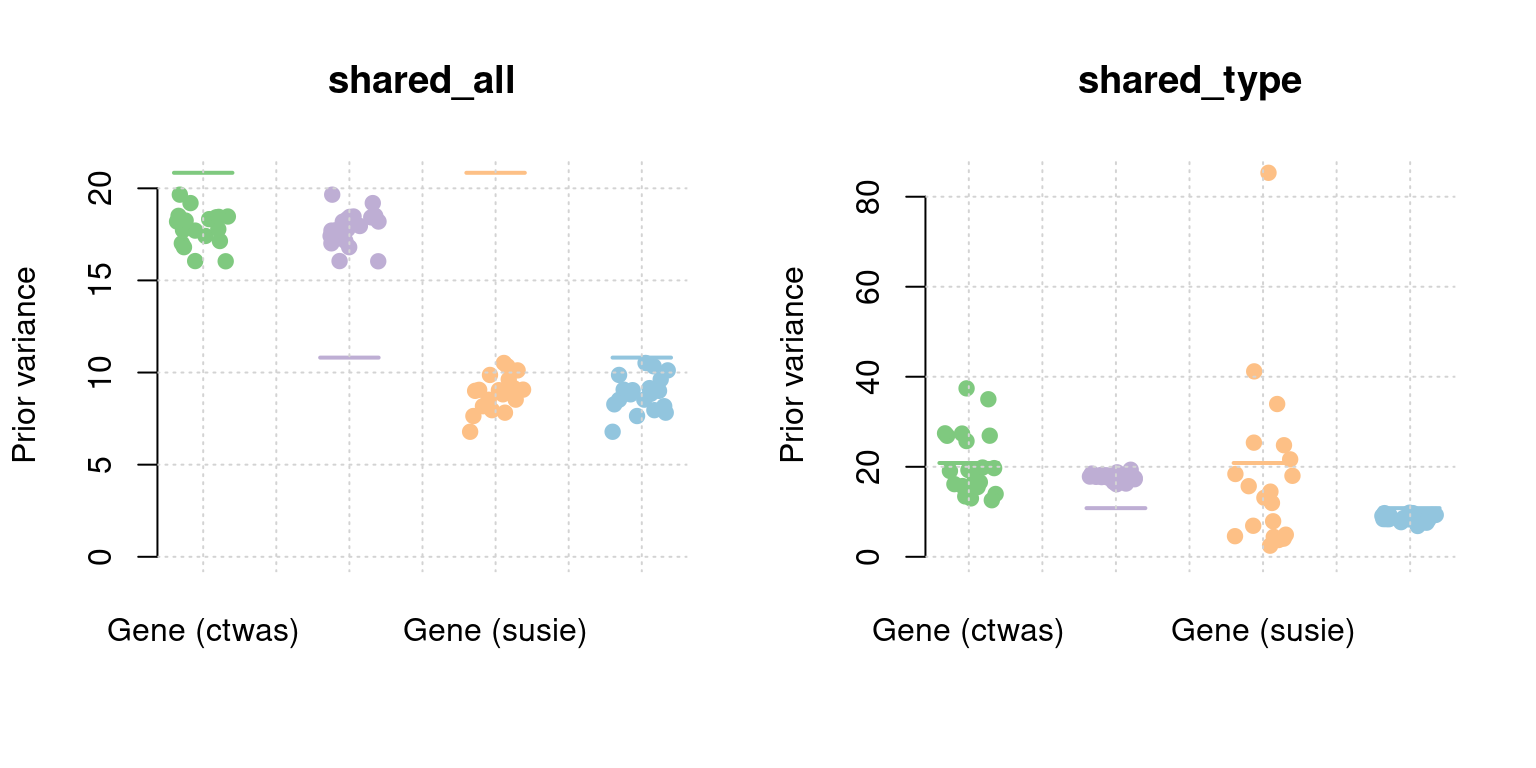 shared_all
Prior variance
20
15
10
5
0
Gene (ctwas)
Gene (susie)
shared_type
Prior variance
80
60
40
20
0
Gene (ctwas)
Gene (susie)